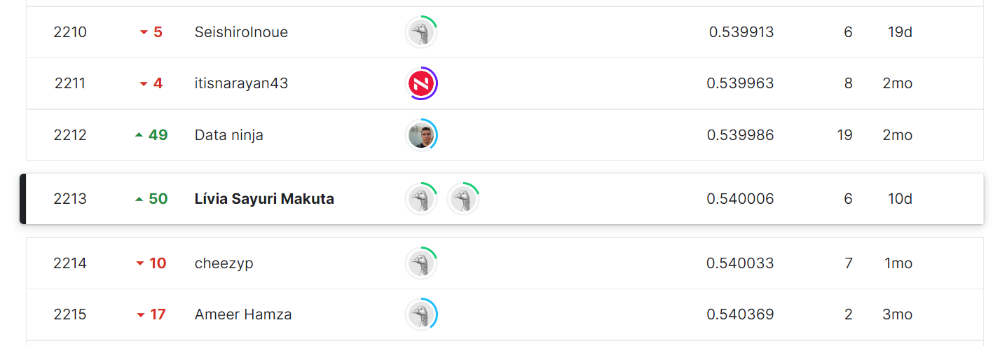 2210 5 SeishiroInoue 0.539913 6 19d
2211 4 itisnarayan43 0.539963 8 2mo
2212 49 Data ninja 0.539986 19 2mo
2213 50 Lívia Sayuri Makuta 0.540006 6 10d
2214 10 cheezyp 0.540033 7 1mo
2215 17 Ameer Hamza 0.540369 2 3mo